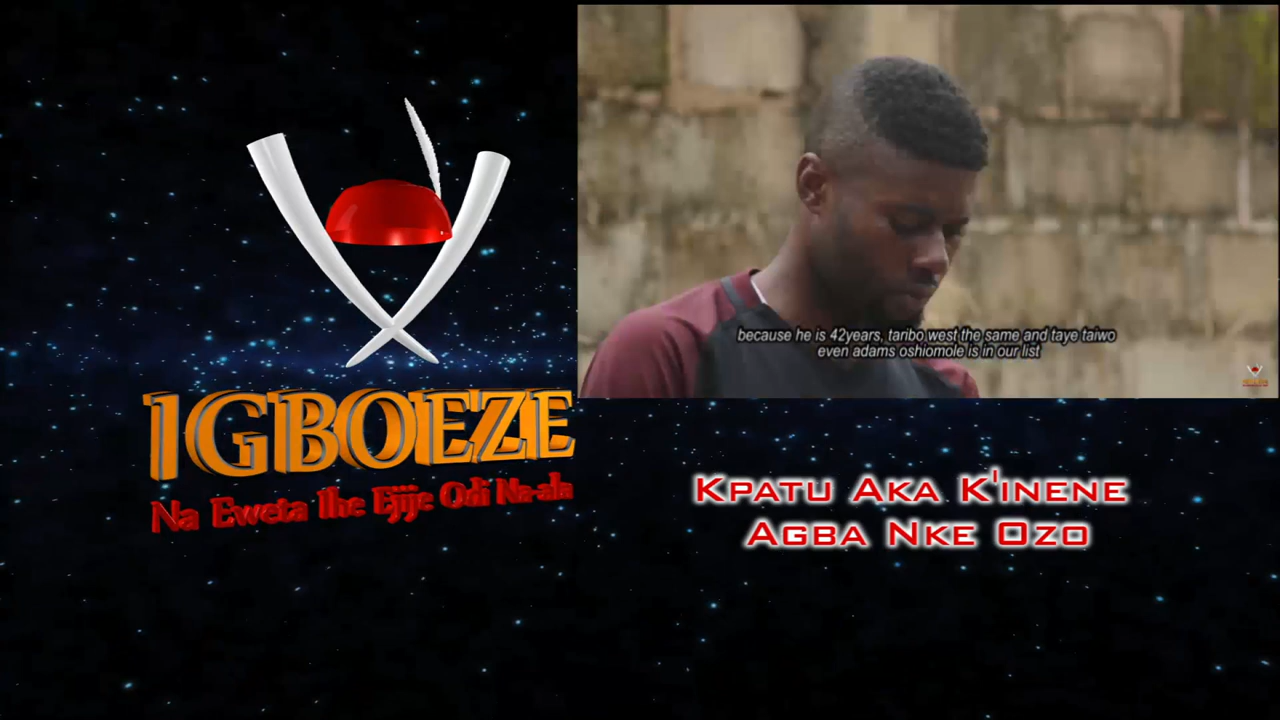 IGBOEZE
Na Eweta Ihe Ejije Odi Na-ala
because he is 42years, taribo west the same and taye taiwo
even adams oshiomole is in our list
KPATU AKA K'INENE
AGBA NKE OZO